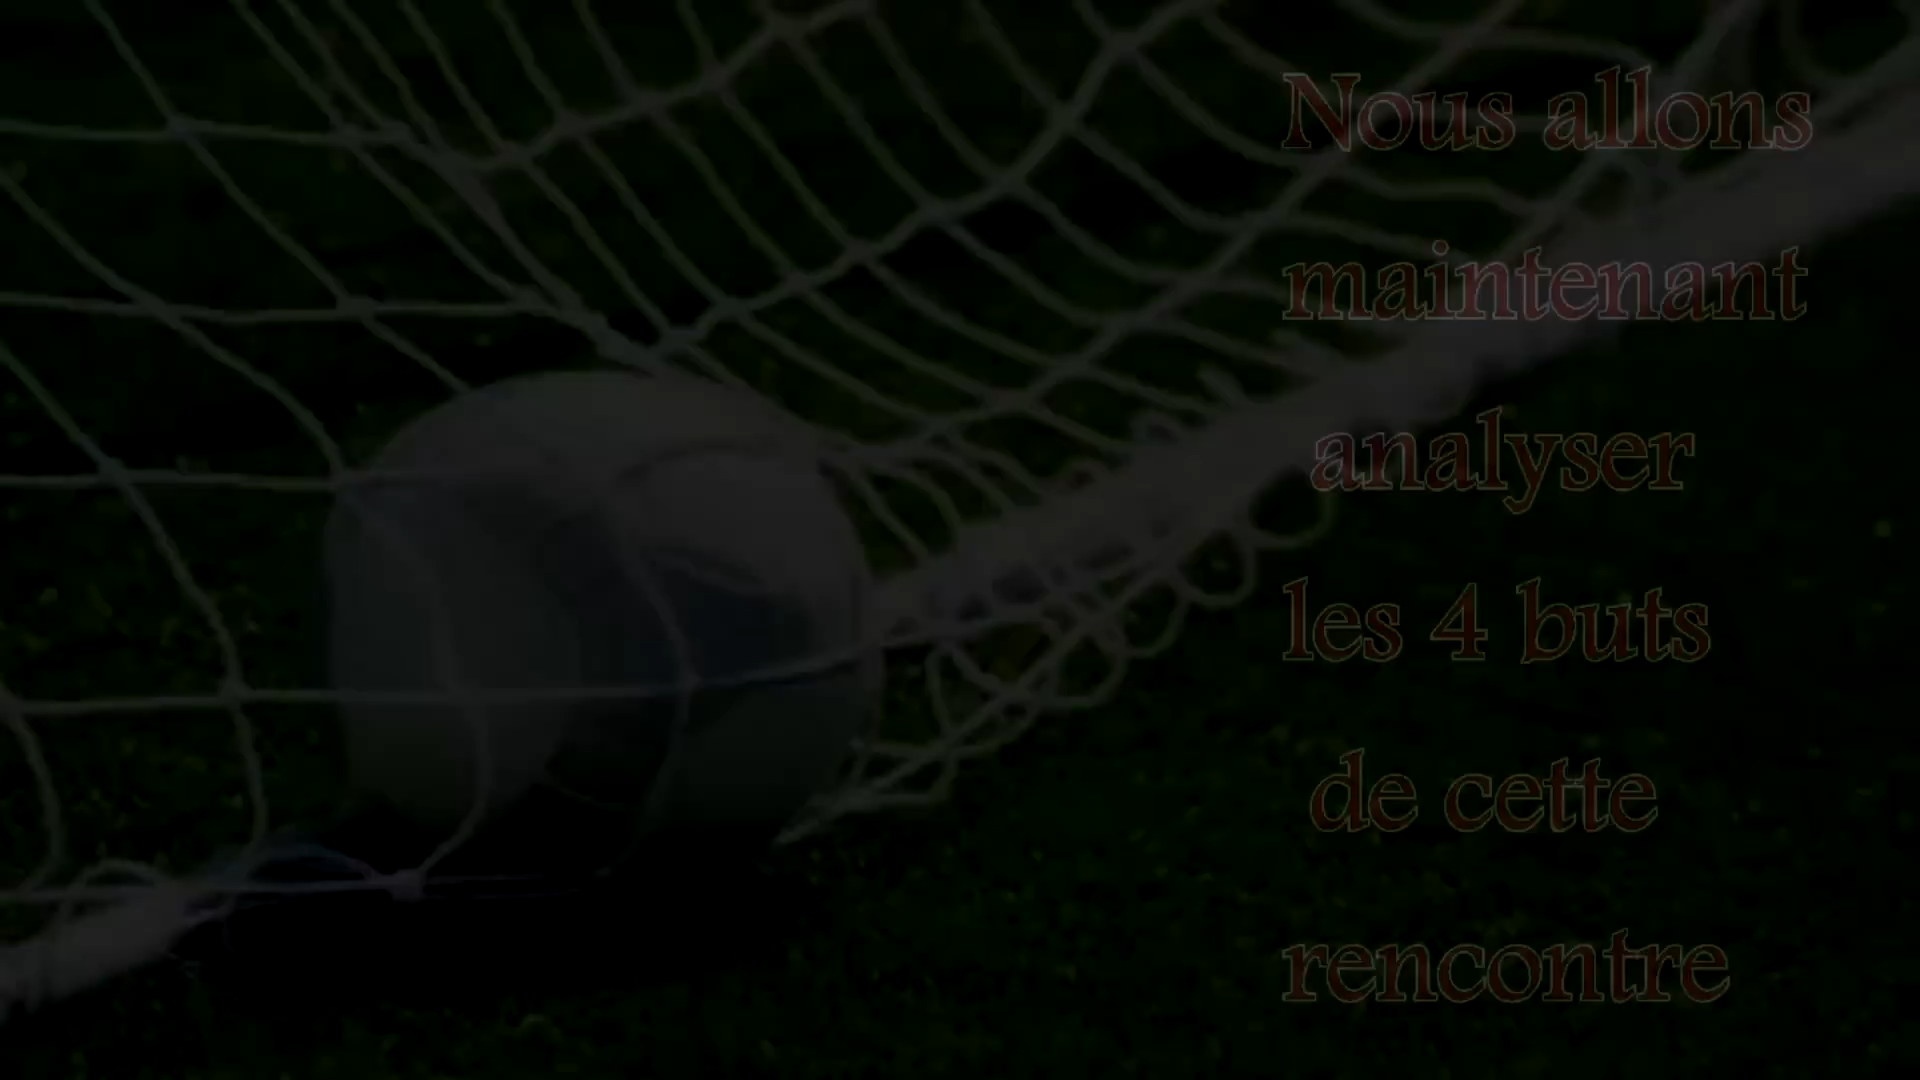 Nous allons
maintenant
analyser
les 4 buts
de cette
rencontre